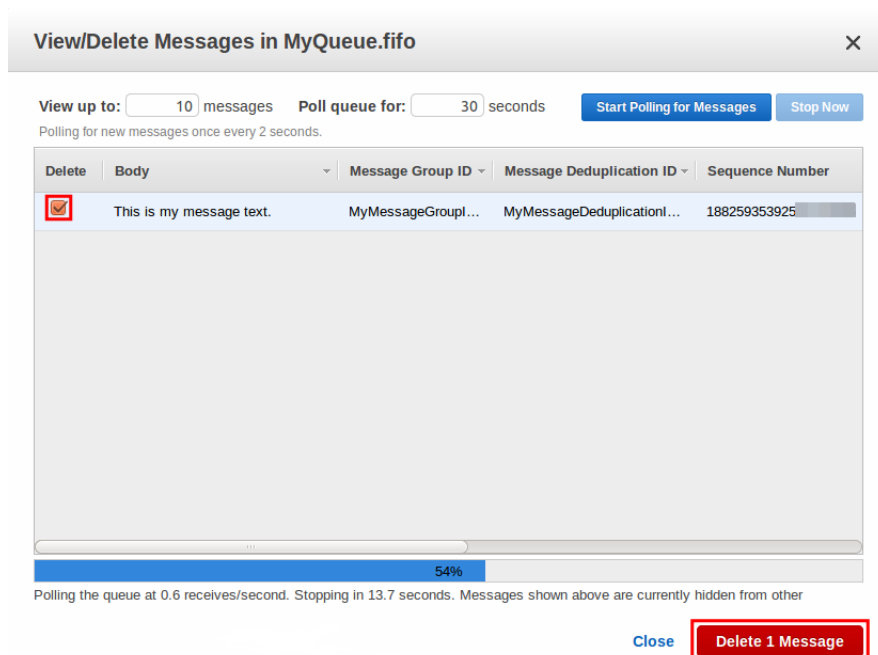 View/Delete Messages in MyQueue.fifo
View up to: 10 messages Poll queue for: 30 seconds Start Polling for Messages Stop Now
Polling for new messages once every 2 seconds.
Delete Body Message Group ID Message Deduplication ID Sequence Number
This is my message text. MyMessageGroupI... MyMessageDeduplicationI... 188259353925
54%
Polling the queue at 0.6 receives/second. Stopping in 13.7 seconds. Messages shown above are currently hidden from other
Close Delete 1 Message